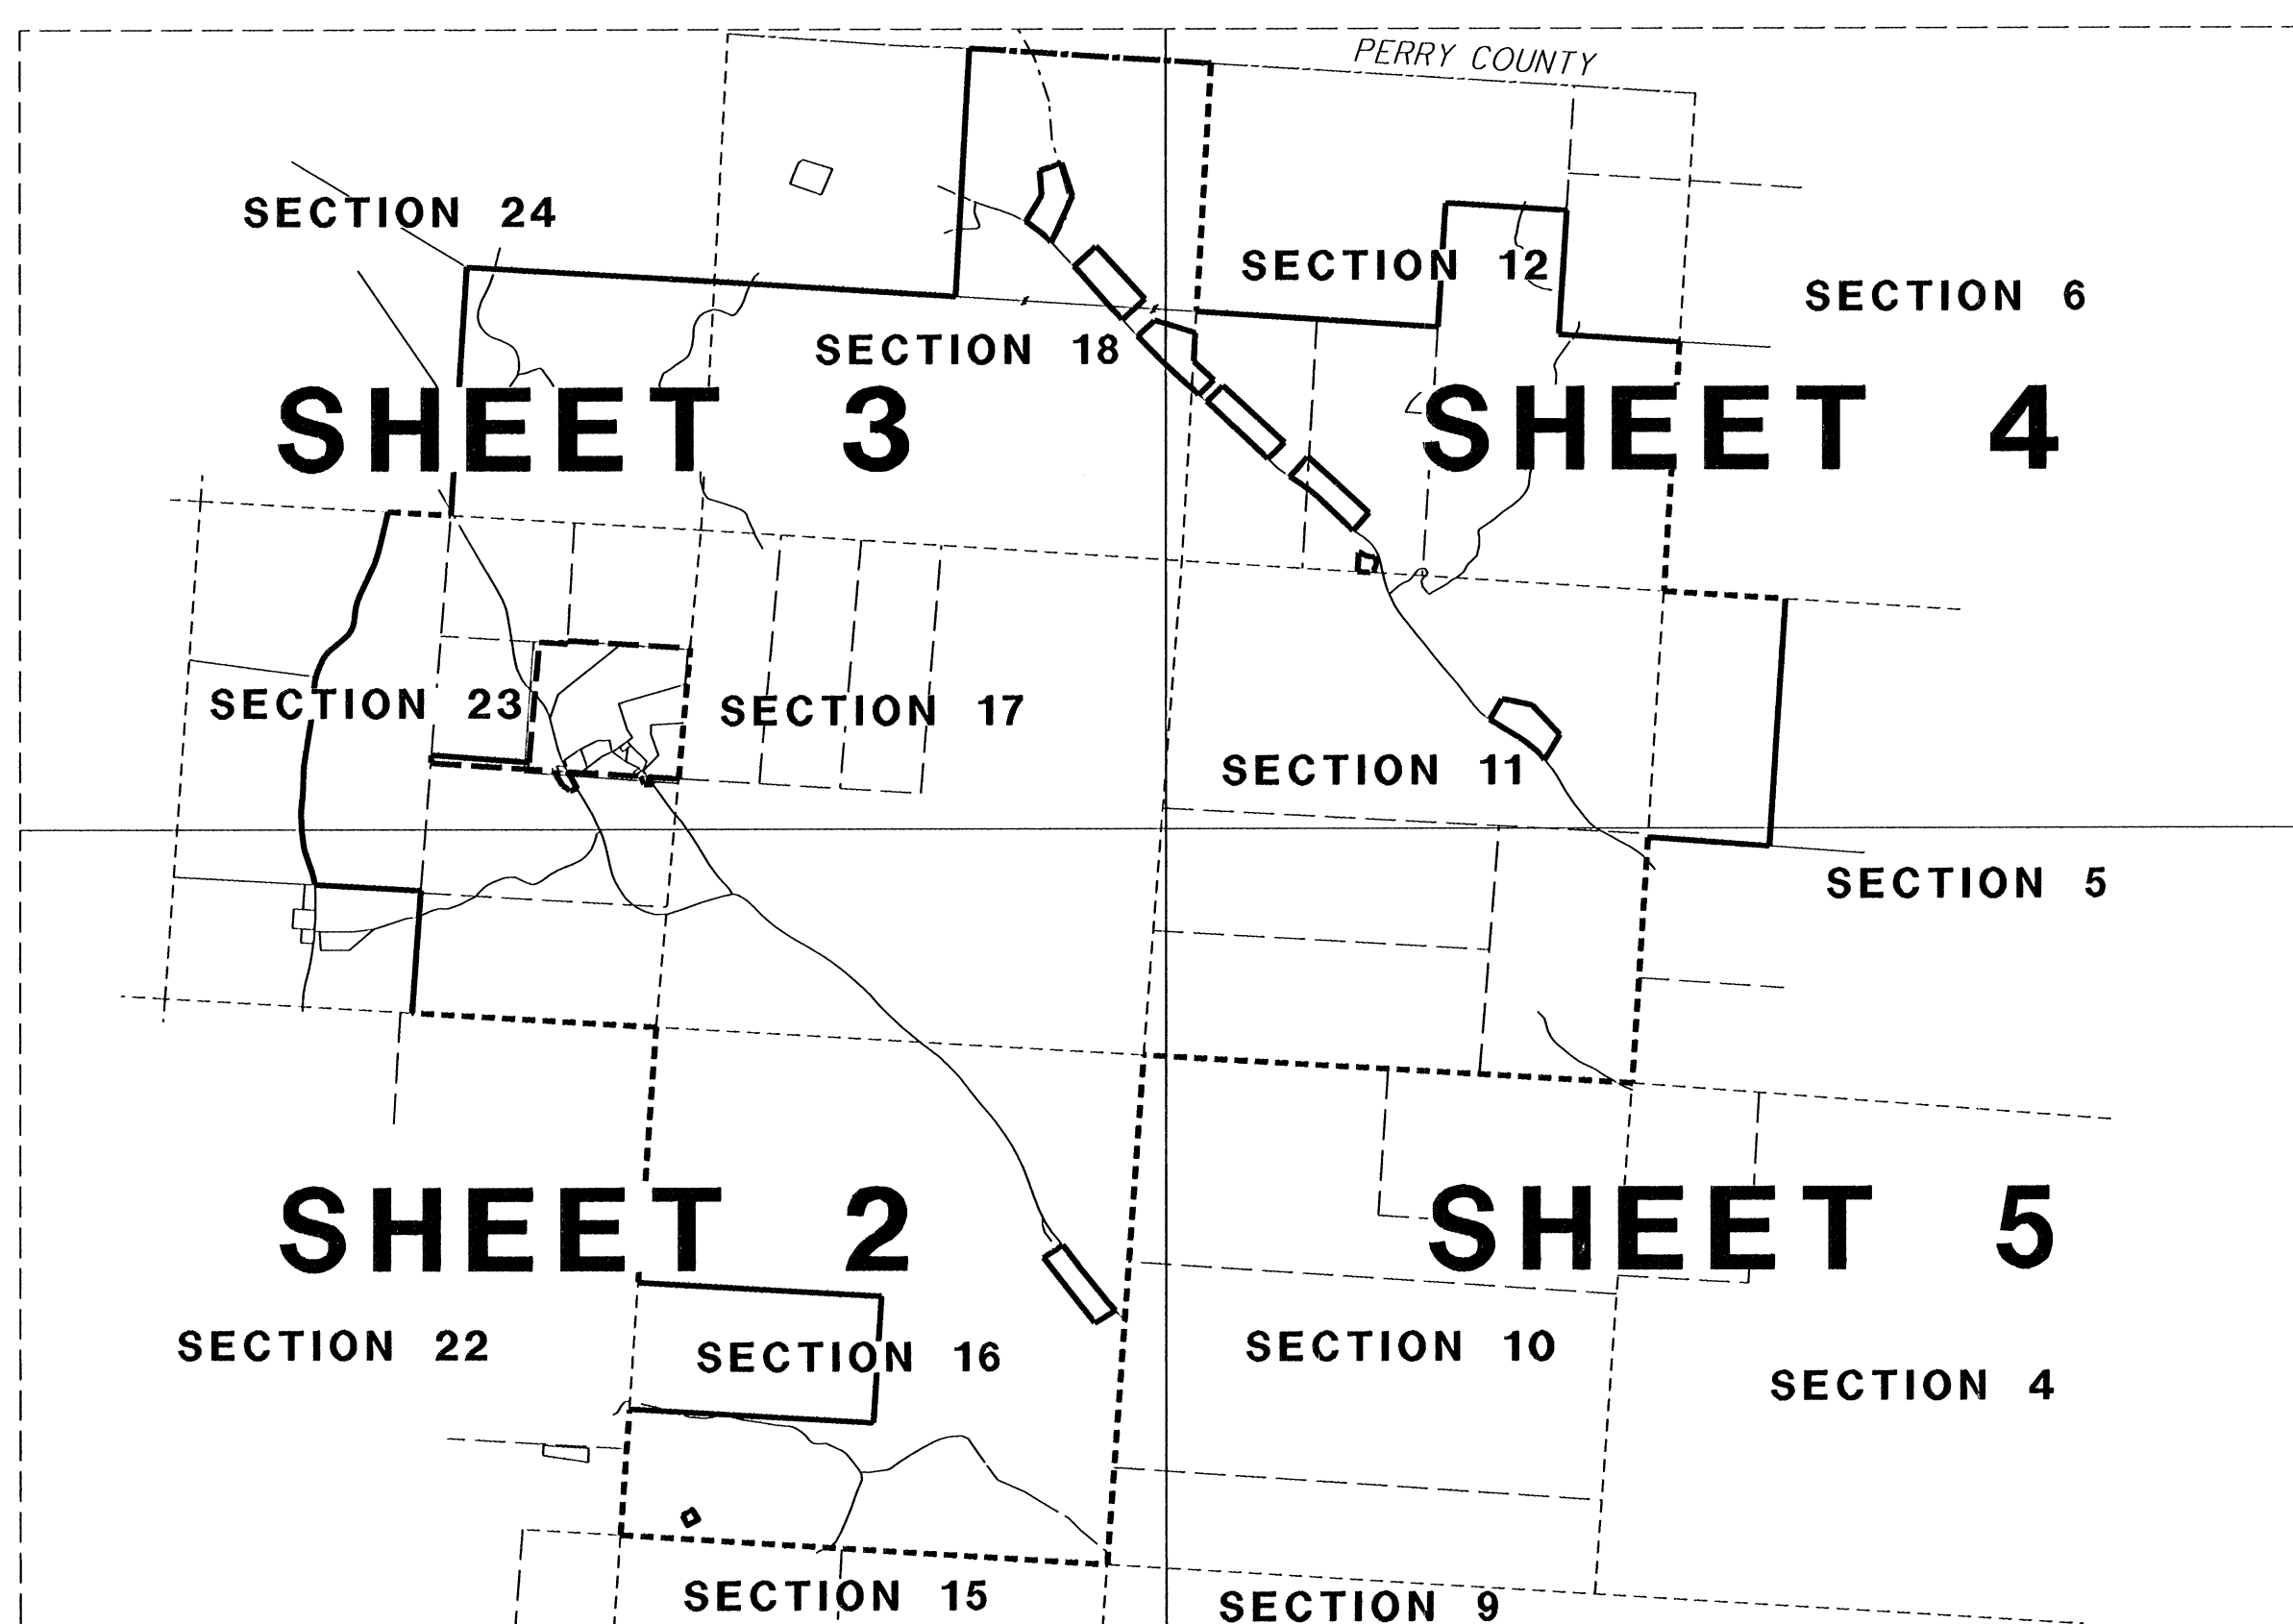 PERRY COUNTY
SECTION 24
SECTION 12
SECTION 6
SECTION 18
SHEET 3
SHEET 4
SECTION 23
SECTION 17
SECTION 11
SECTION 5
SHEET 2
SHEET 5
SECTION 22
SECTION 16
SECTION 10
SECTION 4
SECTION 15
SECTION 9